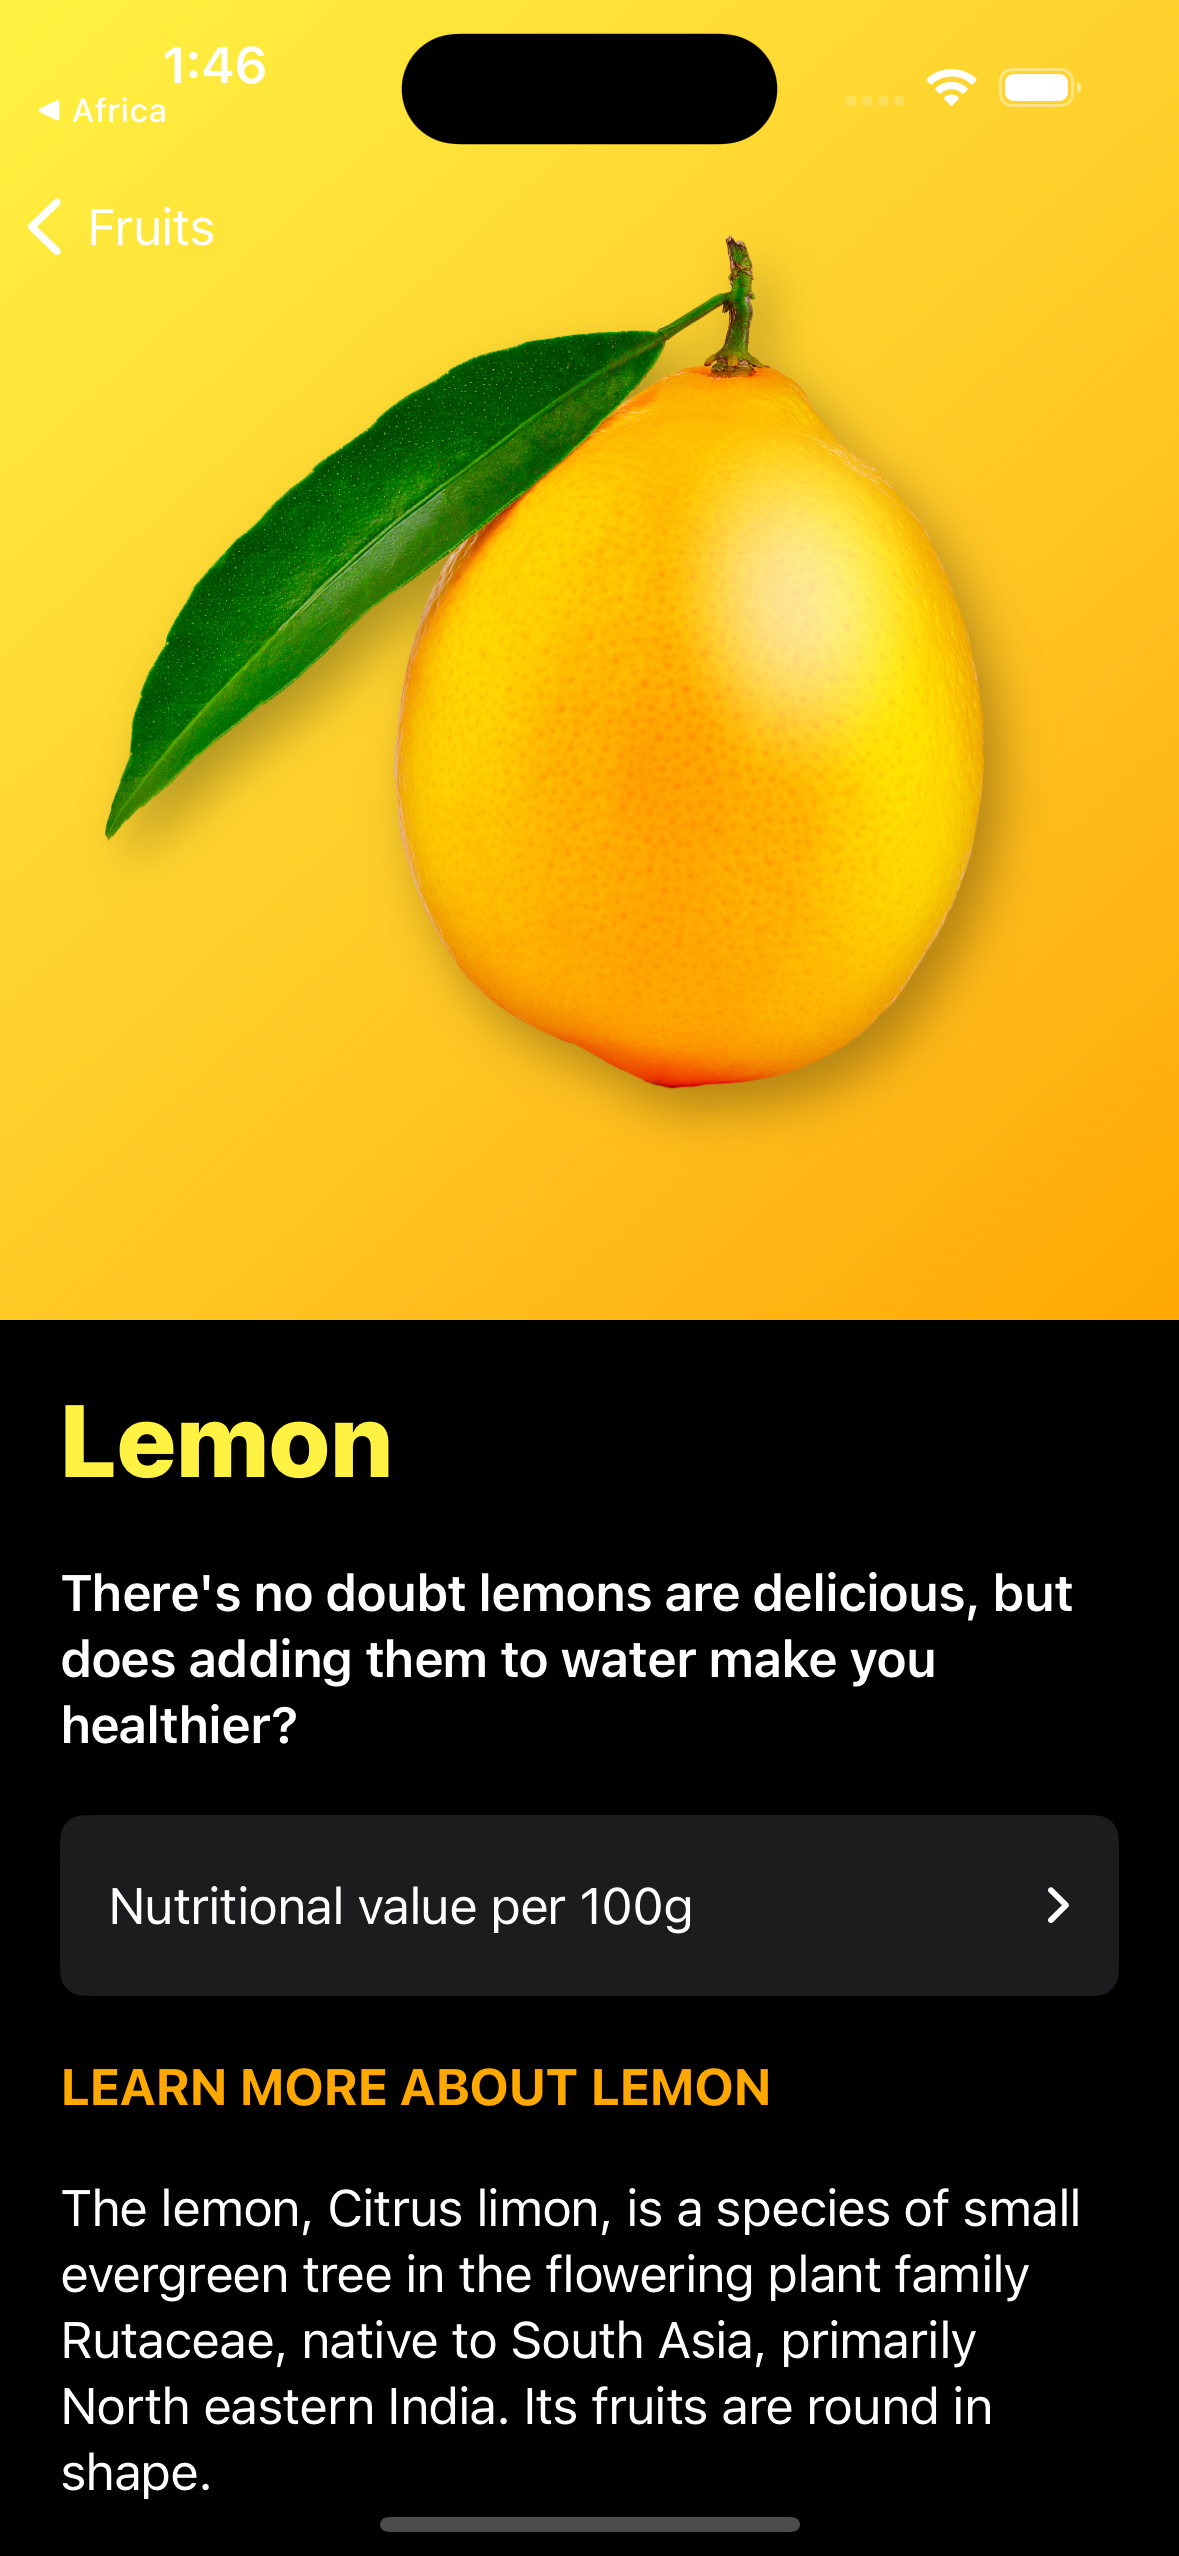 1:46
◀ Africa
Fruits
Lemon
There's no doubt lemons are delicious, but
does adding them to water make you
healthier?
Nutritional value per 100g
LEARN MORE ABOUT LEMON
The lemon, Citrus limon, is a species of small
evergreen tree in the flowering plant family
Rutaceae, native to South Asia, primarily
North eastern India. Its fruits are round in
shape.